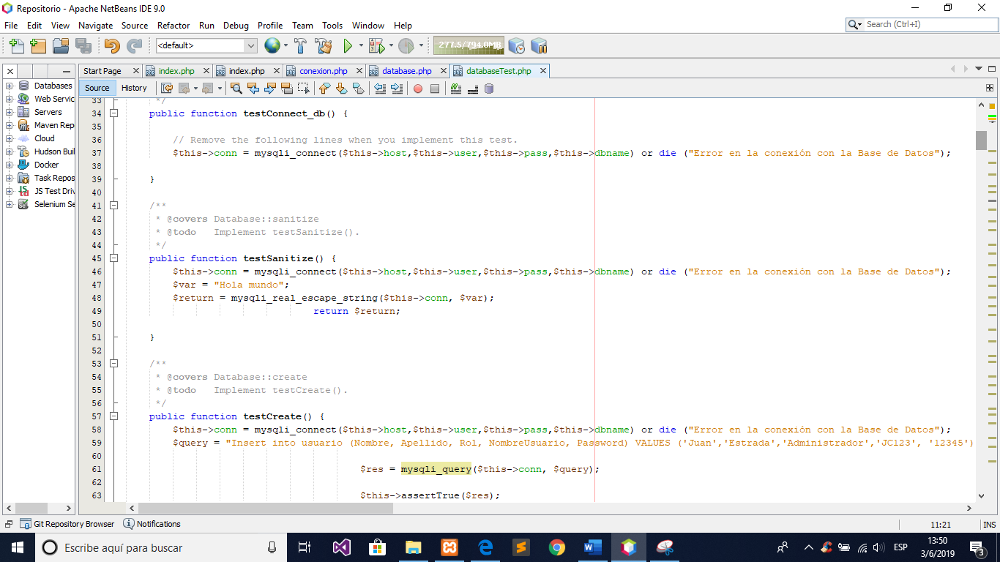 Repositorio - Apache NetBeans IDE 9.0
File Edit View Navigate Source Refactor Run Debug Profile Team Tools Window Help
Search (Ctrl+I)
<default>
277.5/794.0MB
Start Page index.php index.php conexion.php database.php databaseTest.php
Source History
Databases
Web Servic
Servers
Maven Rep
Cloud
Hudson Buil
Docker
Task Repos
JS Test Driv
Selenium Se
33 */
34 public function testConnect_db() {
35
36 // Remove the following lines when you implement this test.
37 $this->conn = mysqli_connect($this->host,$this->user,$this->pass,$this->dbname) or die ("Error en la conexión con la Base de Datos");
38
39 }
40
41 /**
42 * @covers Database::sanitize
43 * @todo   Implement testSanitize().
44 */
45 public function testSanitize() {
46 $this->conn = mysqli_connect($this->host,$this->user,$this->pass,$this->dbname) or die ("Error en la conexión con la Base de Datos");
47 $var = "Hola mundo";
48 $return = mysqli_real_escape_string($this->conn, $var);
49 return $return;
50
51 }
52
53 /**
54 * @covers Database::create
55 * @todo   Implement testCreate().
56 */
57 public function testCreate() {
58 $this->conn = mysqli_connect($this->host,$this->user,$this->pass,$this->dbname) or die ("Error en la conexión con la Base de Datos");
59 $query = "Insert into usuario (Nombre, Apellido, Rol, NombreUsuario, Password) VALUES ('Juan','Estrada','Administrador','JC123', '12345')
60
61 $res = mysqli_query($this->conn, $query);
62
63 $this->assertTrue($res);
Git Repository Browser Notifications
11:21 INS
Escribe aquí para buscar
ESP
13:50
3/6/2019
3